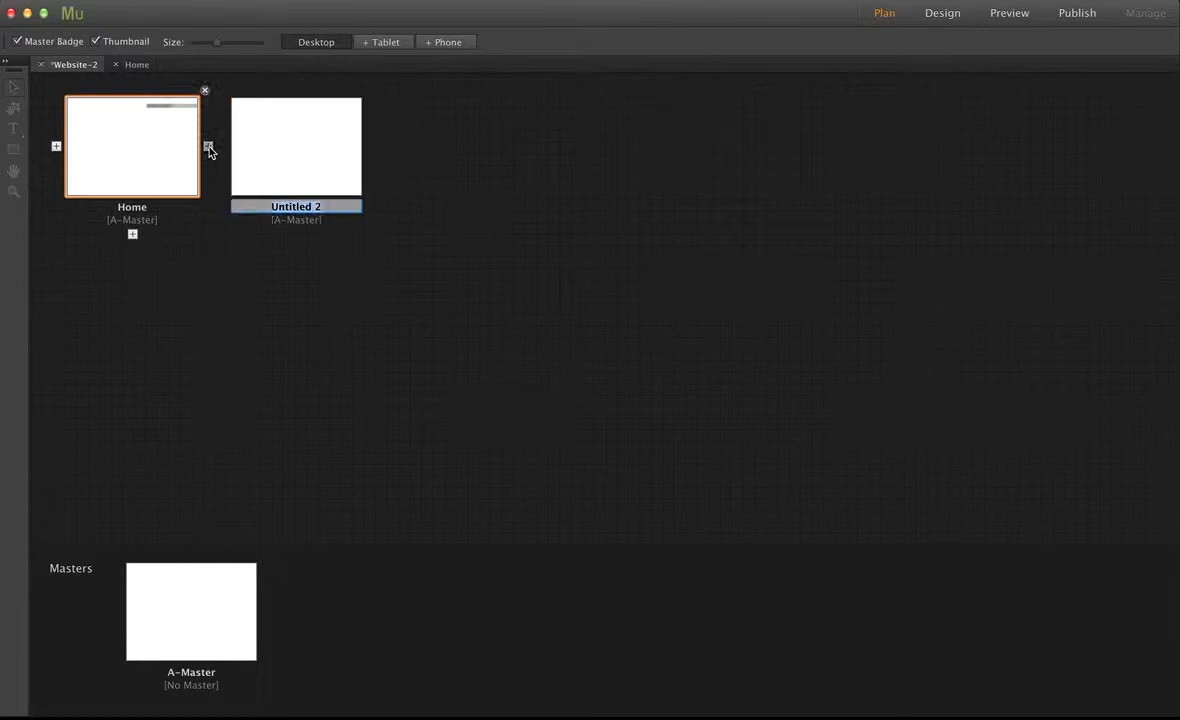 Mu
Plan
Design
Preview
Publish
Manage
Master Badge
Thumbnail
Size:
Desktop
+ Tablet
+ Phone
*Website-2
Home
Home
[A-Master]
Untitled 2
[A-Master]
Masters
A-Master
[No Master]